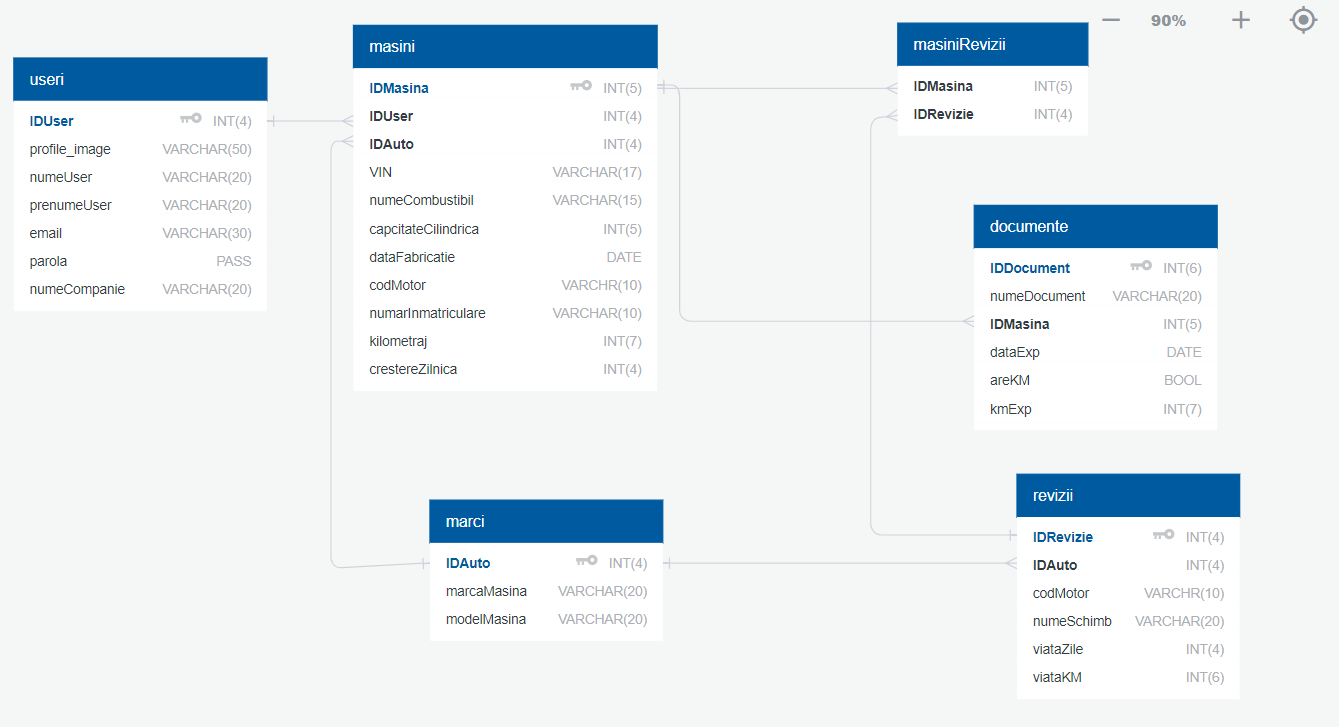 90%
useri
IDUser INT(4)
profile_image VARCHAR(50)
numeUser VARCHAR(20)
prenumeUser VARCHAR(20)
email VARCHAR(30)
parola PASS
numeCompanie VARCHAR(20)
masini
IDMasina INT(5)
IDUser INT(4)
IDAuto INT(4)
VIN VARCHAR(17)
numeCombustibil VARCHAR(15)
capcitateCilindrica INT(5)
dataFabricatie DATE
codMotor VARCHR(10)
numarInmatriculare VARCHAR(10)
kilometraj INT(7)
crestereZilnica INT(4)
masiniRevizii
IDMasina INT(5)
IDRevizie INT(4)
documente
IDDocument INT(6)
numeDocument VARCHAR(20)
IDMasina INT(5)
dataExp DATE
areKM BOOL
kmExp INT(7)
marci
IDAuto INT(4)
marcaMasina VARCHAR(20)
modelMasina VARCHAR(20)
revizii
IDRevizie INT(4)
IDAuto INT(4)
codMotor VARCHR(10)
numeSchimb VARCHAR(20)
viataZile INT(4)
viataKM INT(6)